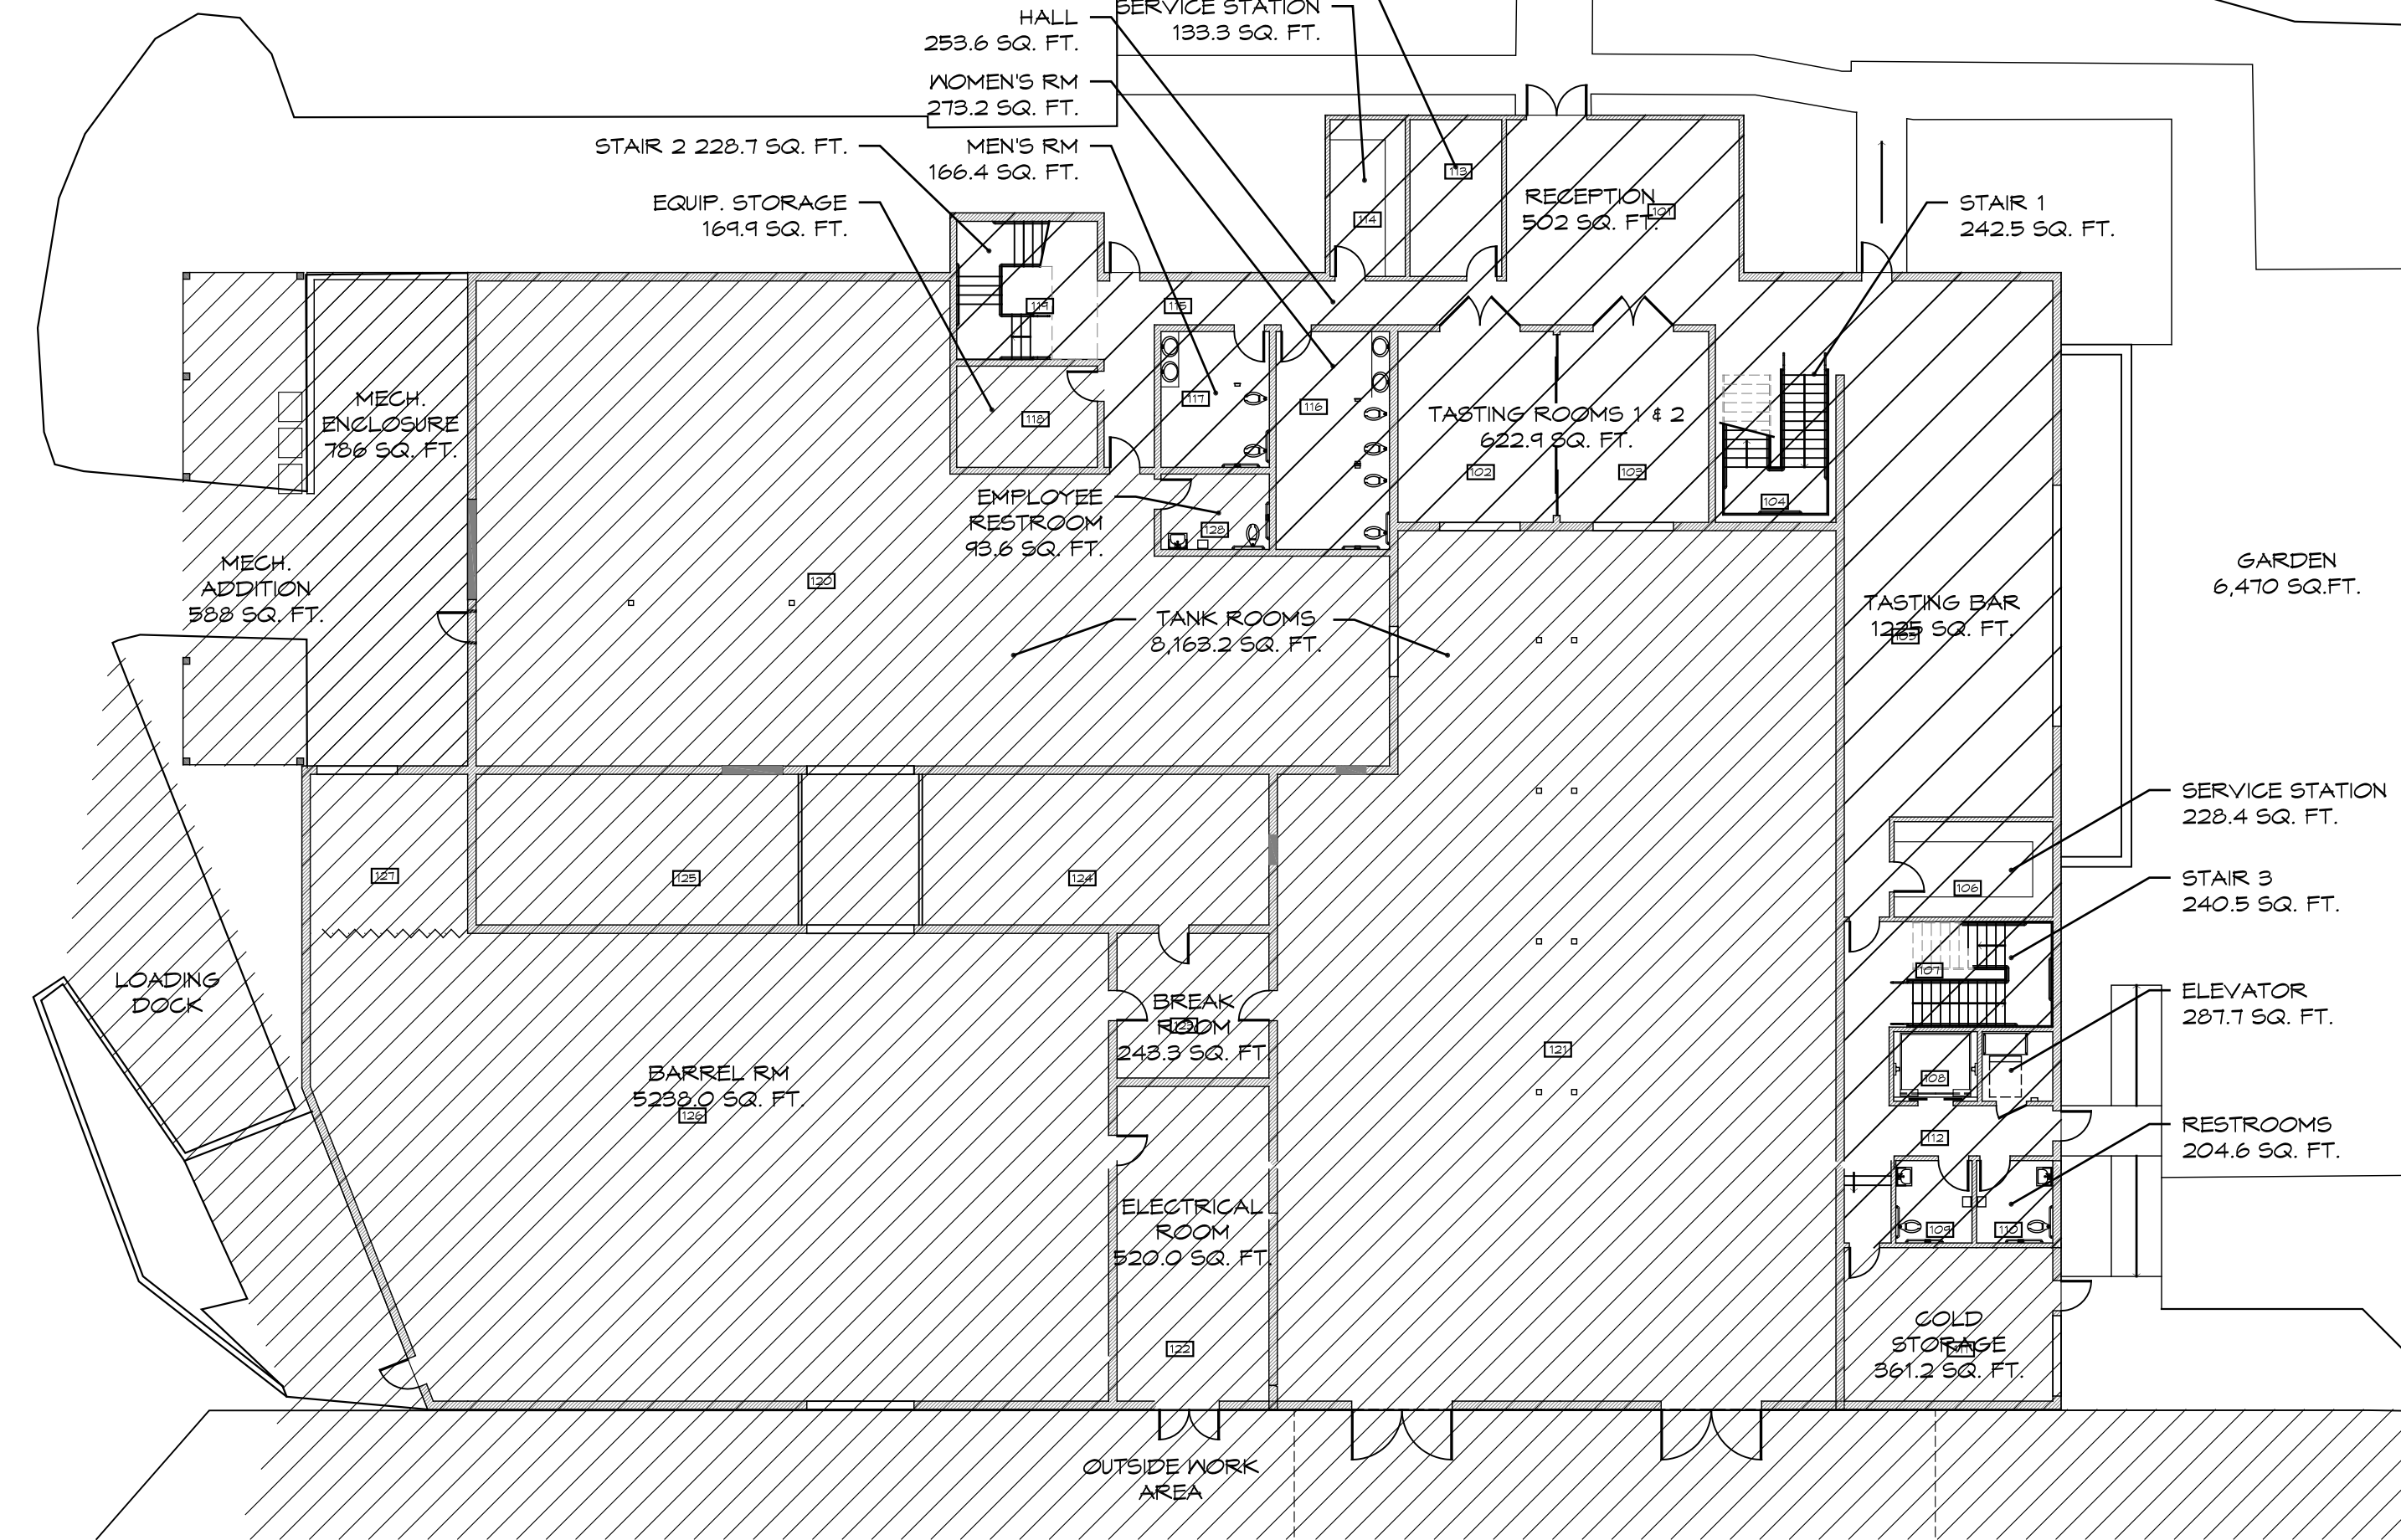 HALL
253.6 SQ. FT.
SERVICE STATION
133.3 SQ. FT.
WOMEN'S RM
273.2 SQ. FT.
STAIR 2 228.7 SQ. FT.
MEN'S RM
166.4 SQ. FT.
EQUIP. STORAGE
169.9 SQ. FT.
113
114
RECEPTION
502 SQ. FT.
101
STAIR 1
242.5 SQ. FT.
119
115
MECH.
ENCLOSURE
786 SQ. FT.
118
117
116
TASTING ROOMS 1 & 2
622.9 SQ. FT.
102
103
104
EMPLOYEE
RESTROOM
93.6 SQ. FT.
128
MECH.
ADDITION
588 SQ. FT.
120
TANK ROOMS
8,163.2 SQ. FT.
TASTING BAR
1225 SQ. FT.
105
GARDEN
6,470 SQ.FT.
SERVICE STATION
228.4 SQ. FT.
127
125
124
106
STAIR 3
240.5 SQ. FT.
107
LOADING
DOCK
BREAK
ROOM
243.3 SQ. FT.
ELEVATOR
287.7 SQ. FT.
BARREL RM
5238.0 SQ. FT.
126
121
108
112
RESTROOMS
204.6 SQ. FT.
ELECTRICAL
ROOM
520.0 SQ. FT.
109
110
122
COLD
STORAGE
361.2 SQ. FT.
OUTSIDE WORK
AREA